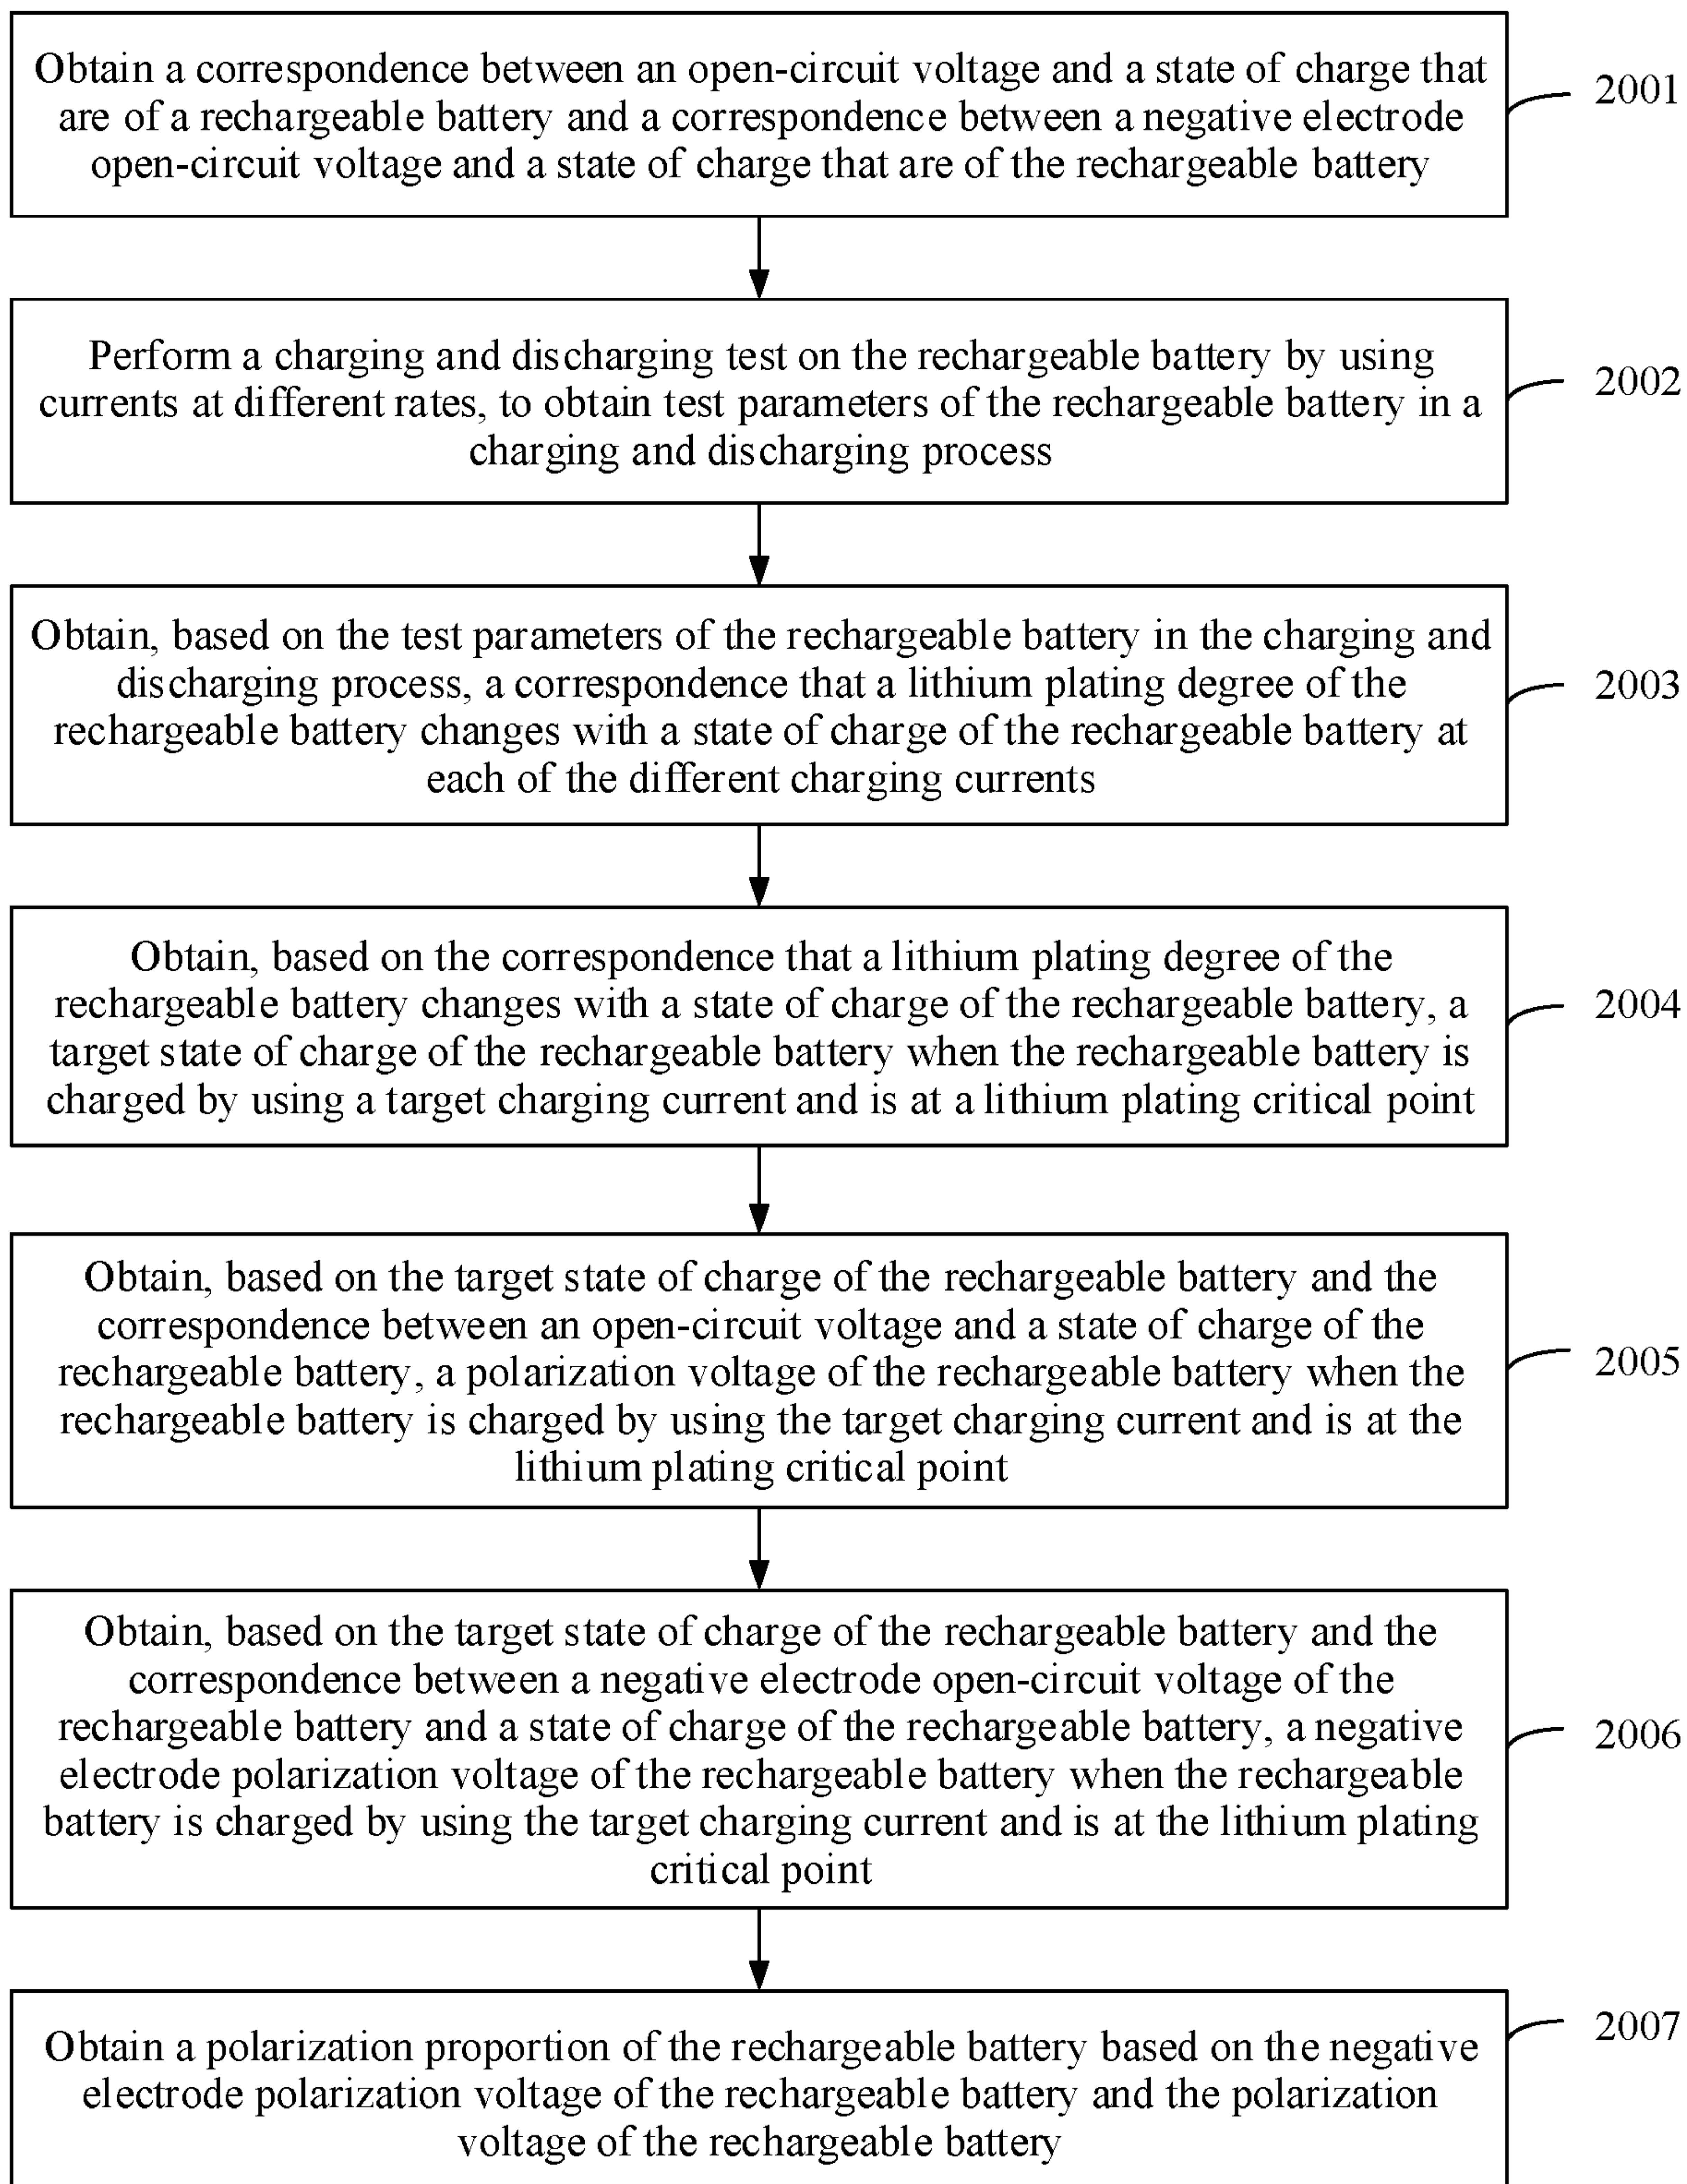 Obtain a correspondence between an open-circuit voltage and a state of charge that
are of a rechargeable battery and a correspondence between a negative electrode
open-circuit voltage and a state of charge that are of the rechargeable battery
2001
Perform a charging and discharging test on the rechargeable battery by using
currents at different rates, to obtain test parameters of the rechargeable battery in a
charging and discharging process
2002
Obtain, based on the test parameters of the rechargeable battery in the charging and
discharging process, a correspondence that a lithium plating degree of the
rechargeable battery changes with a state of charge of the rechargeable battery at
each of the different charging currents
2003
Obtain, based on the correspondence that a lithium plating degree of the
rechargeable battery changes with a state of charge of the rechargeable battery, a
target state of charge of the rechargeable battery when the rechargeable battery is
charged by using a target charging current and is at a lithium plating critical point
2004
Obtain, based on the target state of charge of the rechargeable battery and the
correspondence between an open-circuit voltage and a state of charge of the
rechargeable battery, a polarization voltage of the rechargeable battery when the
rechargeable battery is charged by using the target charging current and is at the
lithium plating critical point
2005
Obtain, based on the target state of charge of the rechargeable battery and the
correspondence between a negative electrode open-circuit voltage of the
rechargeable battery and a state of charge of the rechargeable battery, a negative
electrode polarization voltage of the rechargeable battery when the rechargeable
battery is charged by using the target charging current and is at the lithium plating
critical point
2006
Obtain a polarization proportion of the rechargeable battery based on the negative
electrode polarization voltage of the rechargeable battery and the polarization
voltage of the rechargeable battery
2007